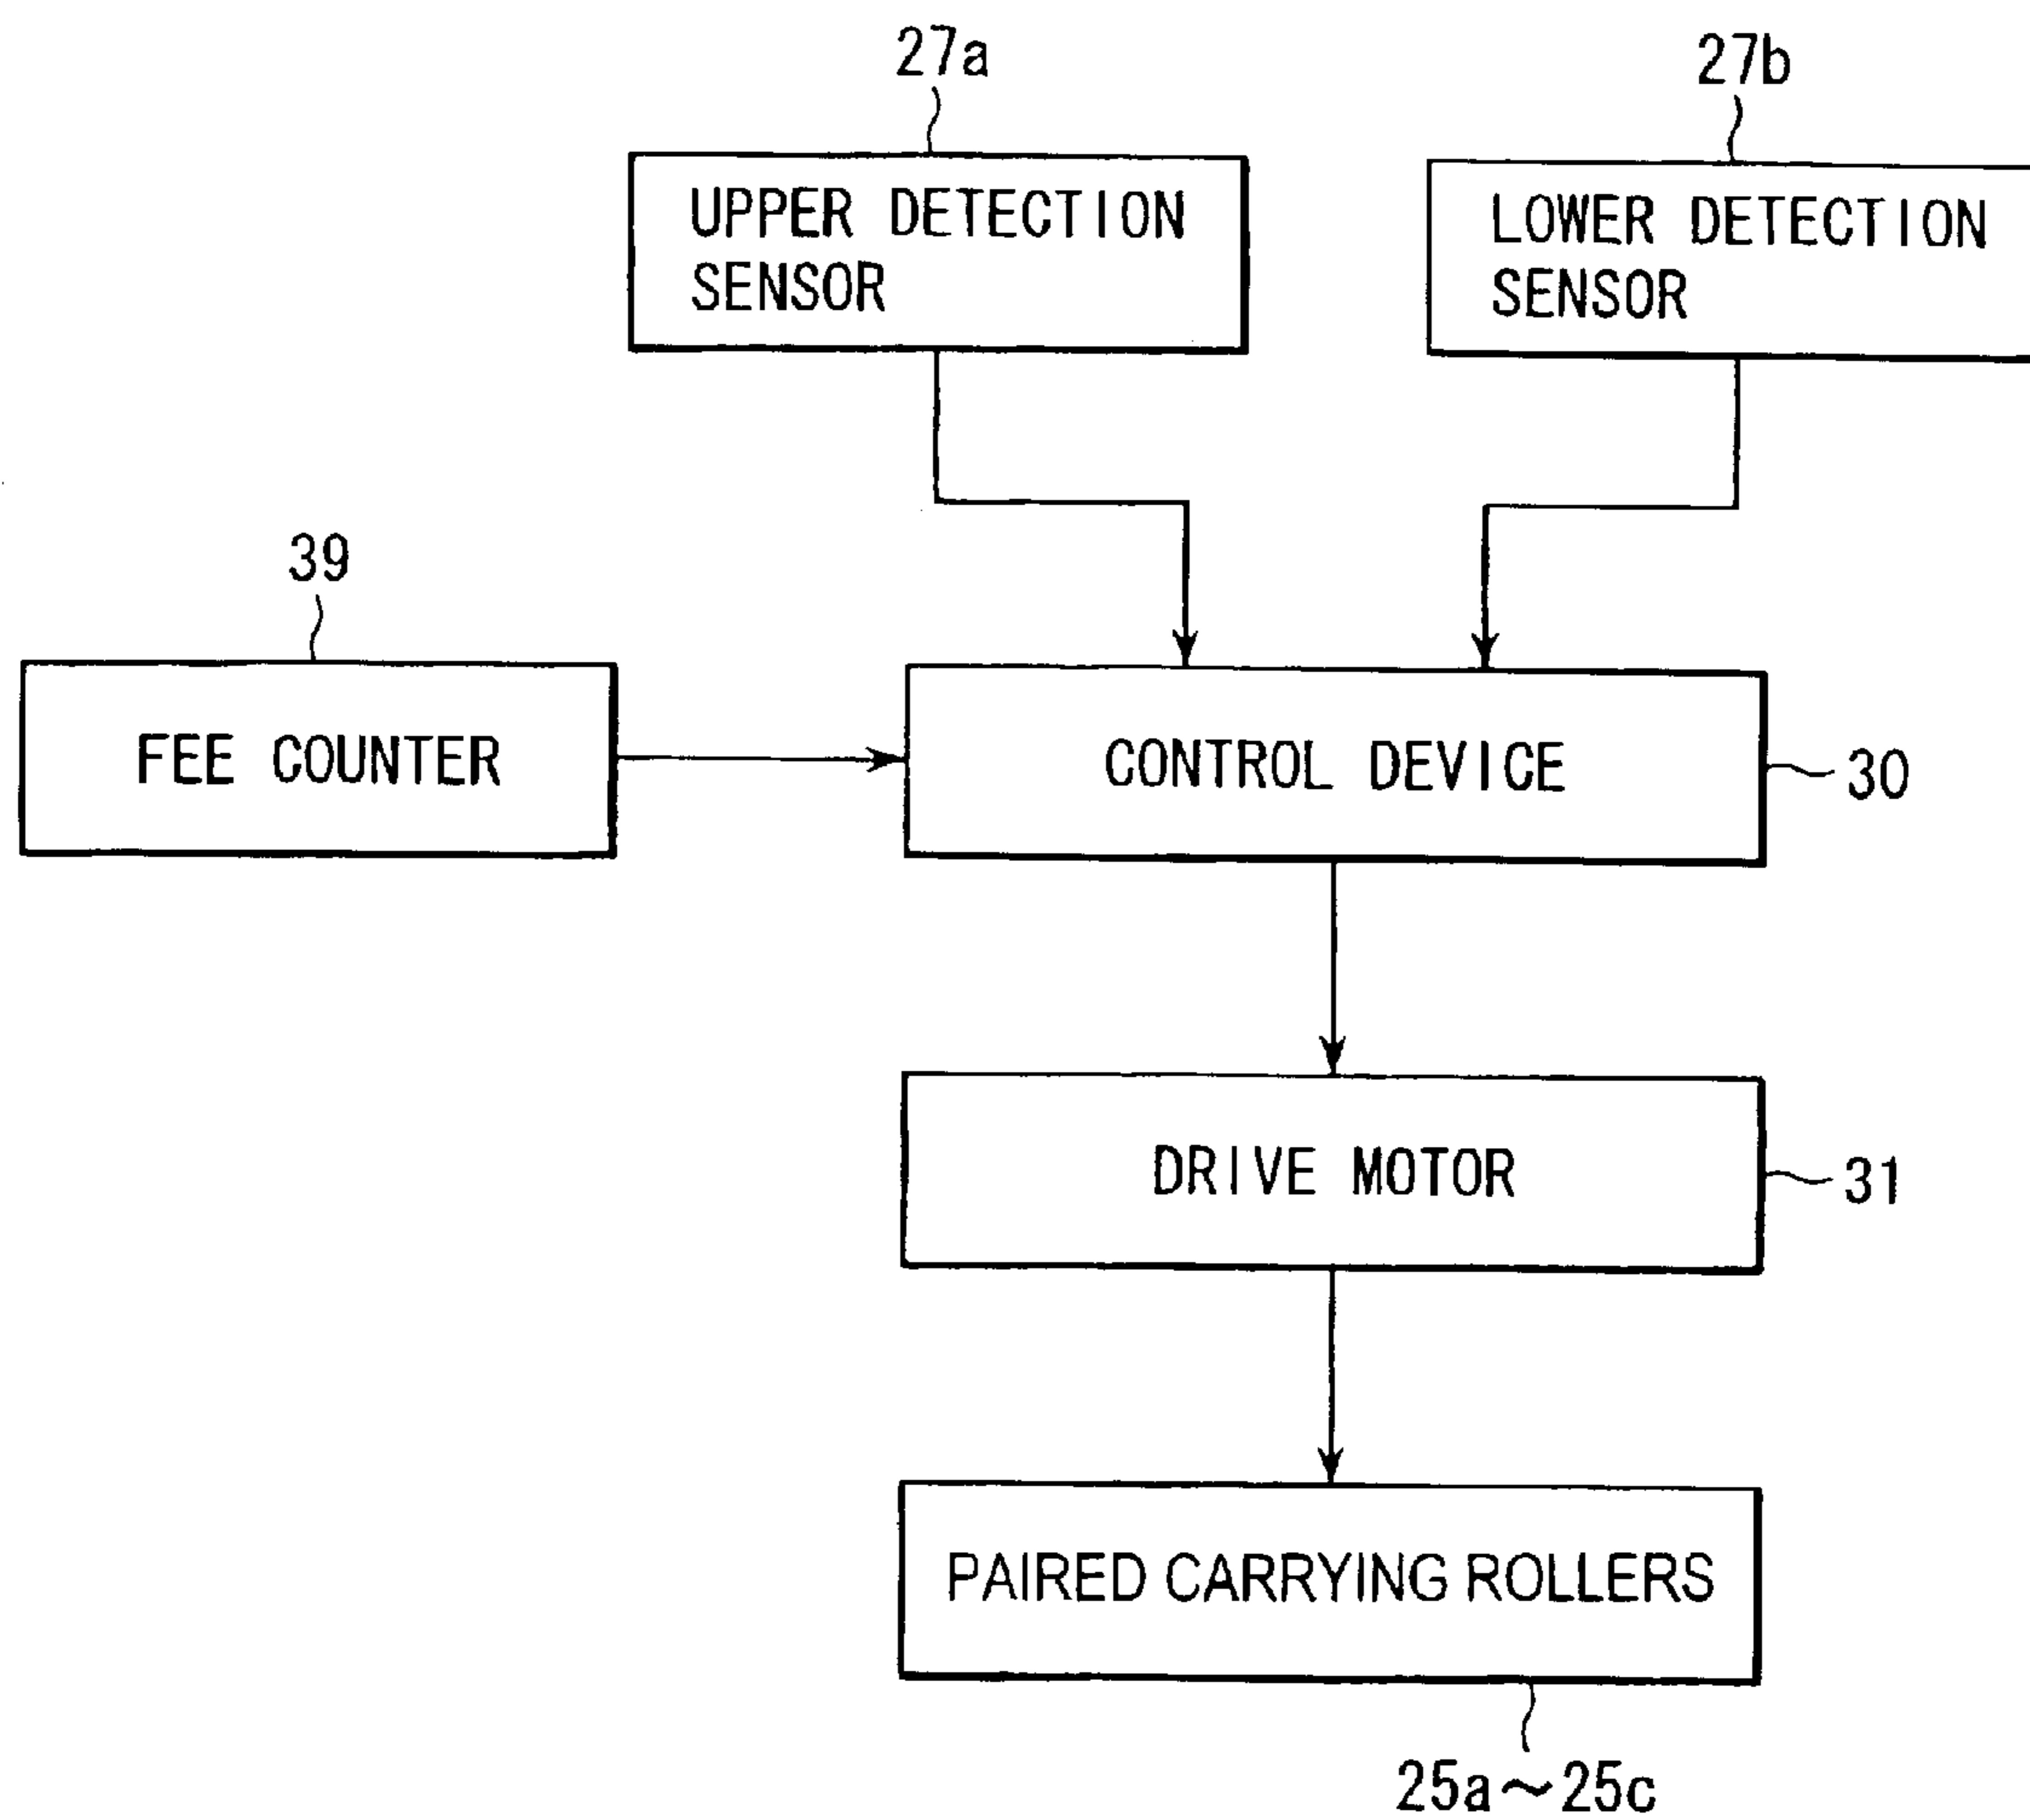 27a
27b
UPPER DETECTION
SENSOR
LOWER DETECTION
SENSOR
39
FEE COUNTER
CONTROL DEVICE
30
DRIVE MOTOR
31
PAIRED CARRYING ROLLERS
25a～25c